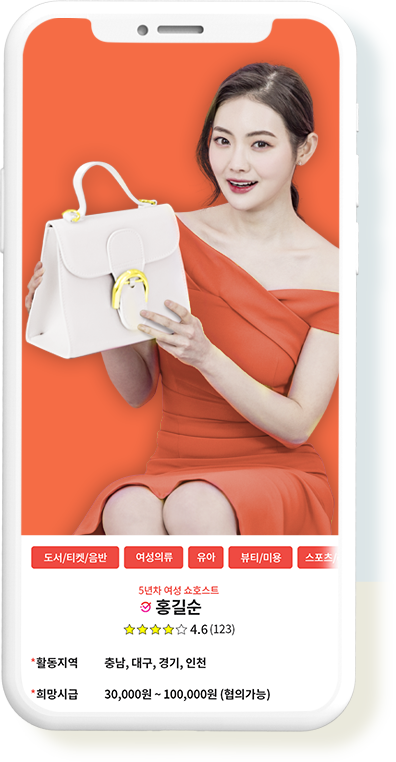 도서/티켓/음반 여성의류 유아 뷰티/미용 스포츠/
5년차 여성 쇼호스트
홍길순
4.6 (123)
*활동지역 충남, 대구, 경기, 인천
*희망시급 30,000원 ~ 100,000원 (협의가능)